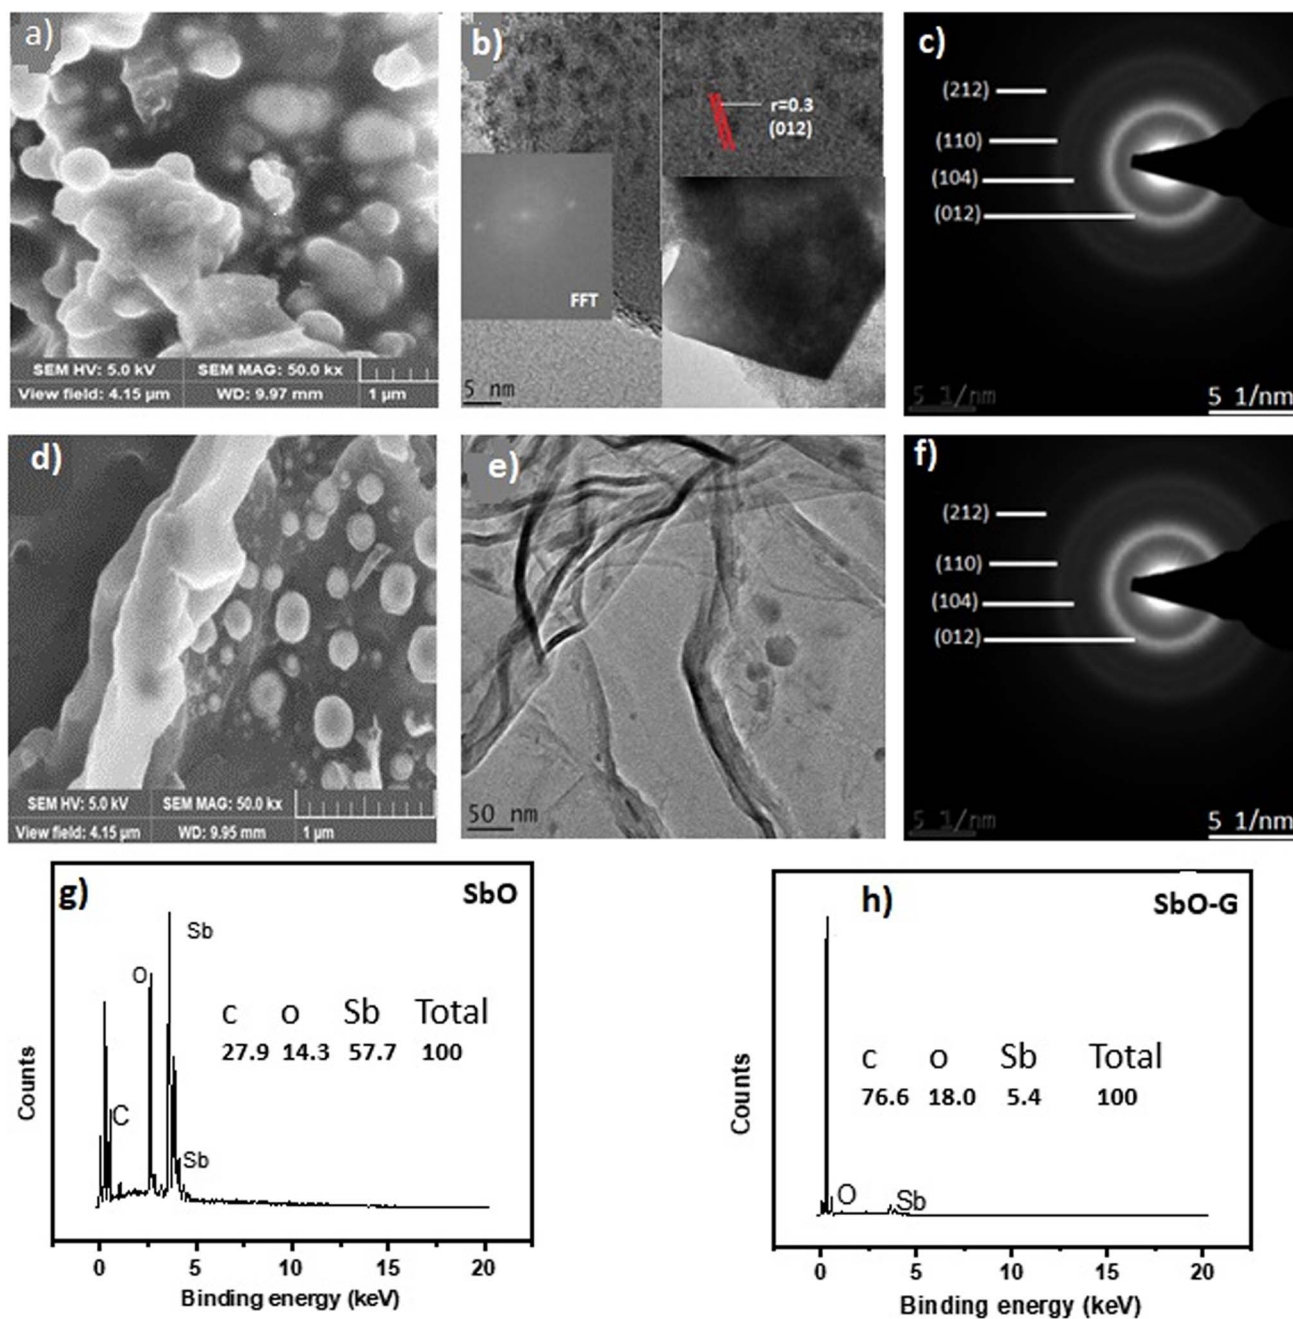 a)
SEM HV: 5.0 kV SEM MAG: 50.0 kx
View field: 4.15 µm WD: 9.97 mm 1 µm
b)
r=0.3
(012)
FFT
5 nm
c)
(212)
(110)
(104)
(012)
5 1/nm 5 1/nm
d)
SEM HV: 5.0 kV SEM MAG: 50.0 kx
View field: 4.15 µm WD: 9.95 mm 1 µm
e)
50 nm
f)
(212)
(110)
(104)
(012)
5 1/nm 5 1/nm
g)
SbO
Sb
O
C
Sb
c o Sb Total
27.9 14.3 57.7 100
Counts
0 5 10 15 20
Binding energy (keV)
h)
SbO-G
c o Sb Total
76.6 18.0 5.4 100
O
Sb
Counts
0 5 10 15 20
Binding energy (keV)